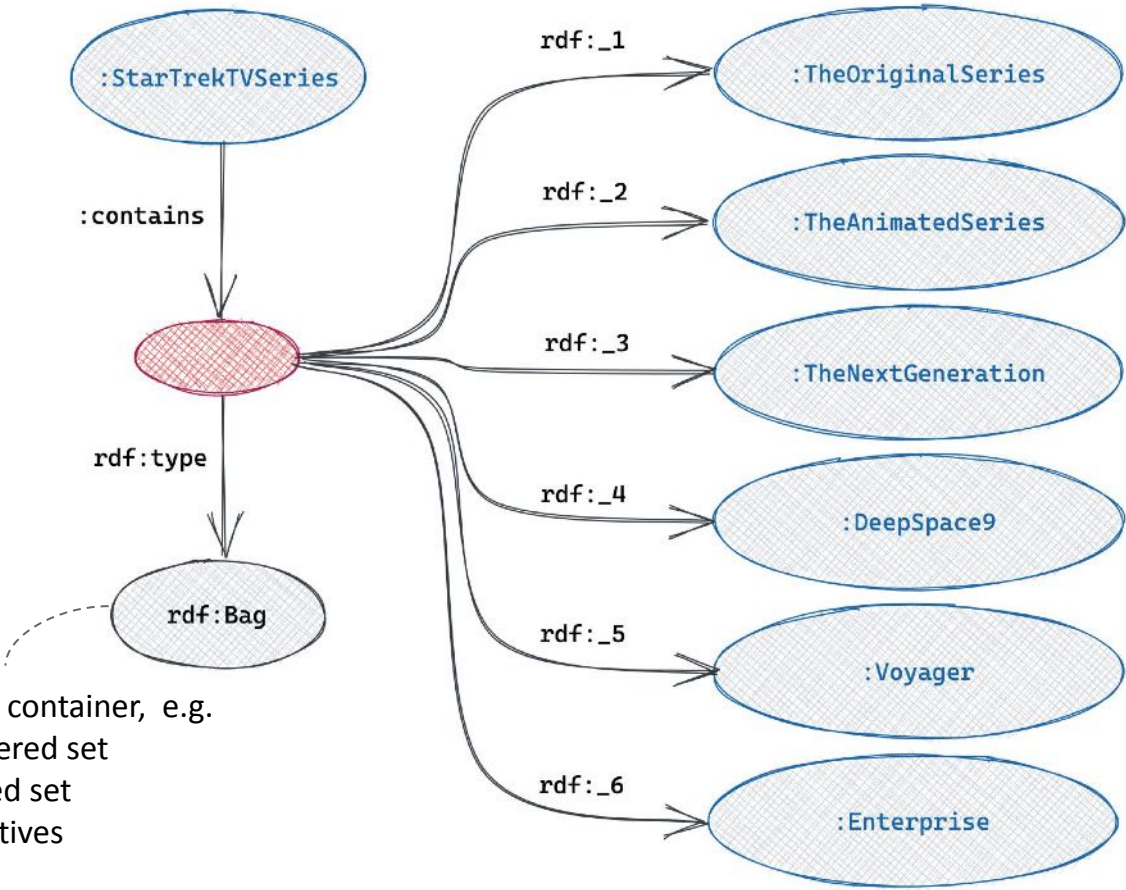 :StarTrekTVSeries
:contains
rdf:type
rdf:Bag
container, e.g.
ered set
ed set
tives
rdf:_1
:TheOriginalSeries
rdf:_2
:TheAnimatedSeries
rdf:_3
:TheNextGeneration
rdf:_4
:DeepSpace9
rdf:_5
:Voyager
rdf:_6
:Enterprise